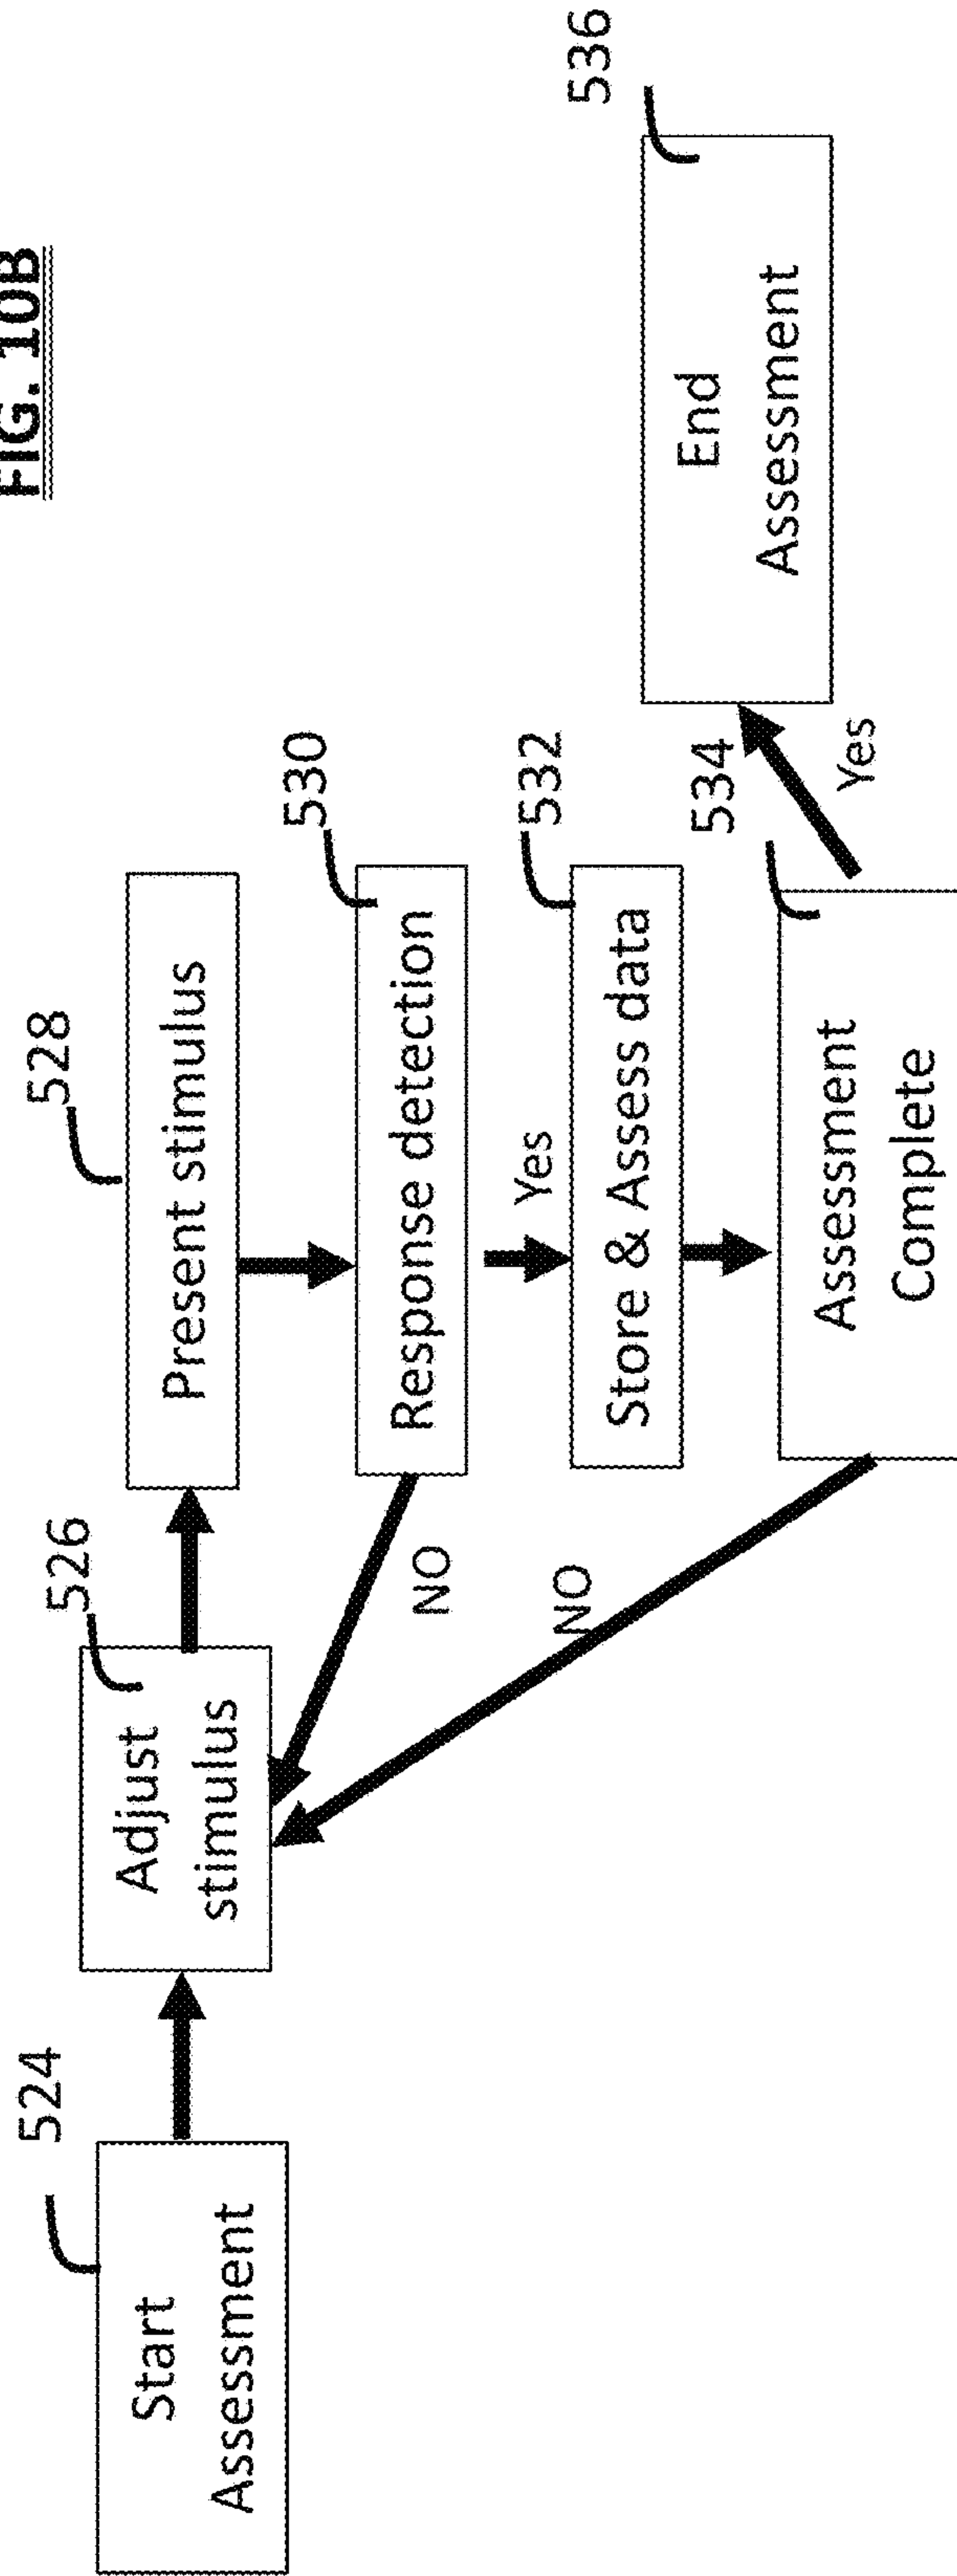 FIG. 10B
524
Start
Assessment
526
Adjust
stimulus
528
Present stimulus
530
Response detection
NO
Yes
532
Store & Assess data
534
Assessment
Complete
NO
Yes
536
End
Assessment